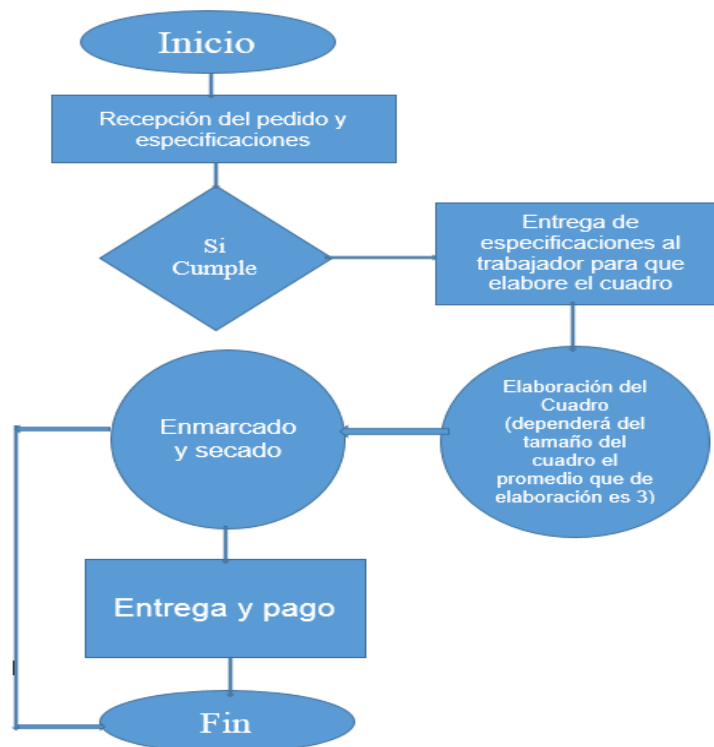 Inicio
Recepción del pedido y
especificaciones
Si
Cumple
Entrega de
especificaciones al
trabajador para que
elabore el cuadro
Elaboración del
Cuadro
(dependerá del
tamaño del
cuadro el
promedio que de
elaboración es 3)
Enmarcado
y secado
Entrega y pago
Fin